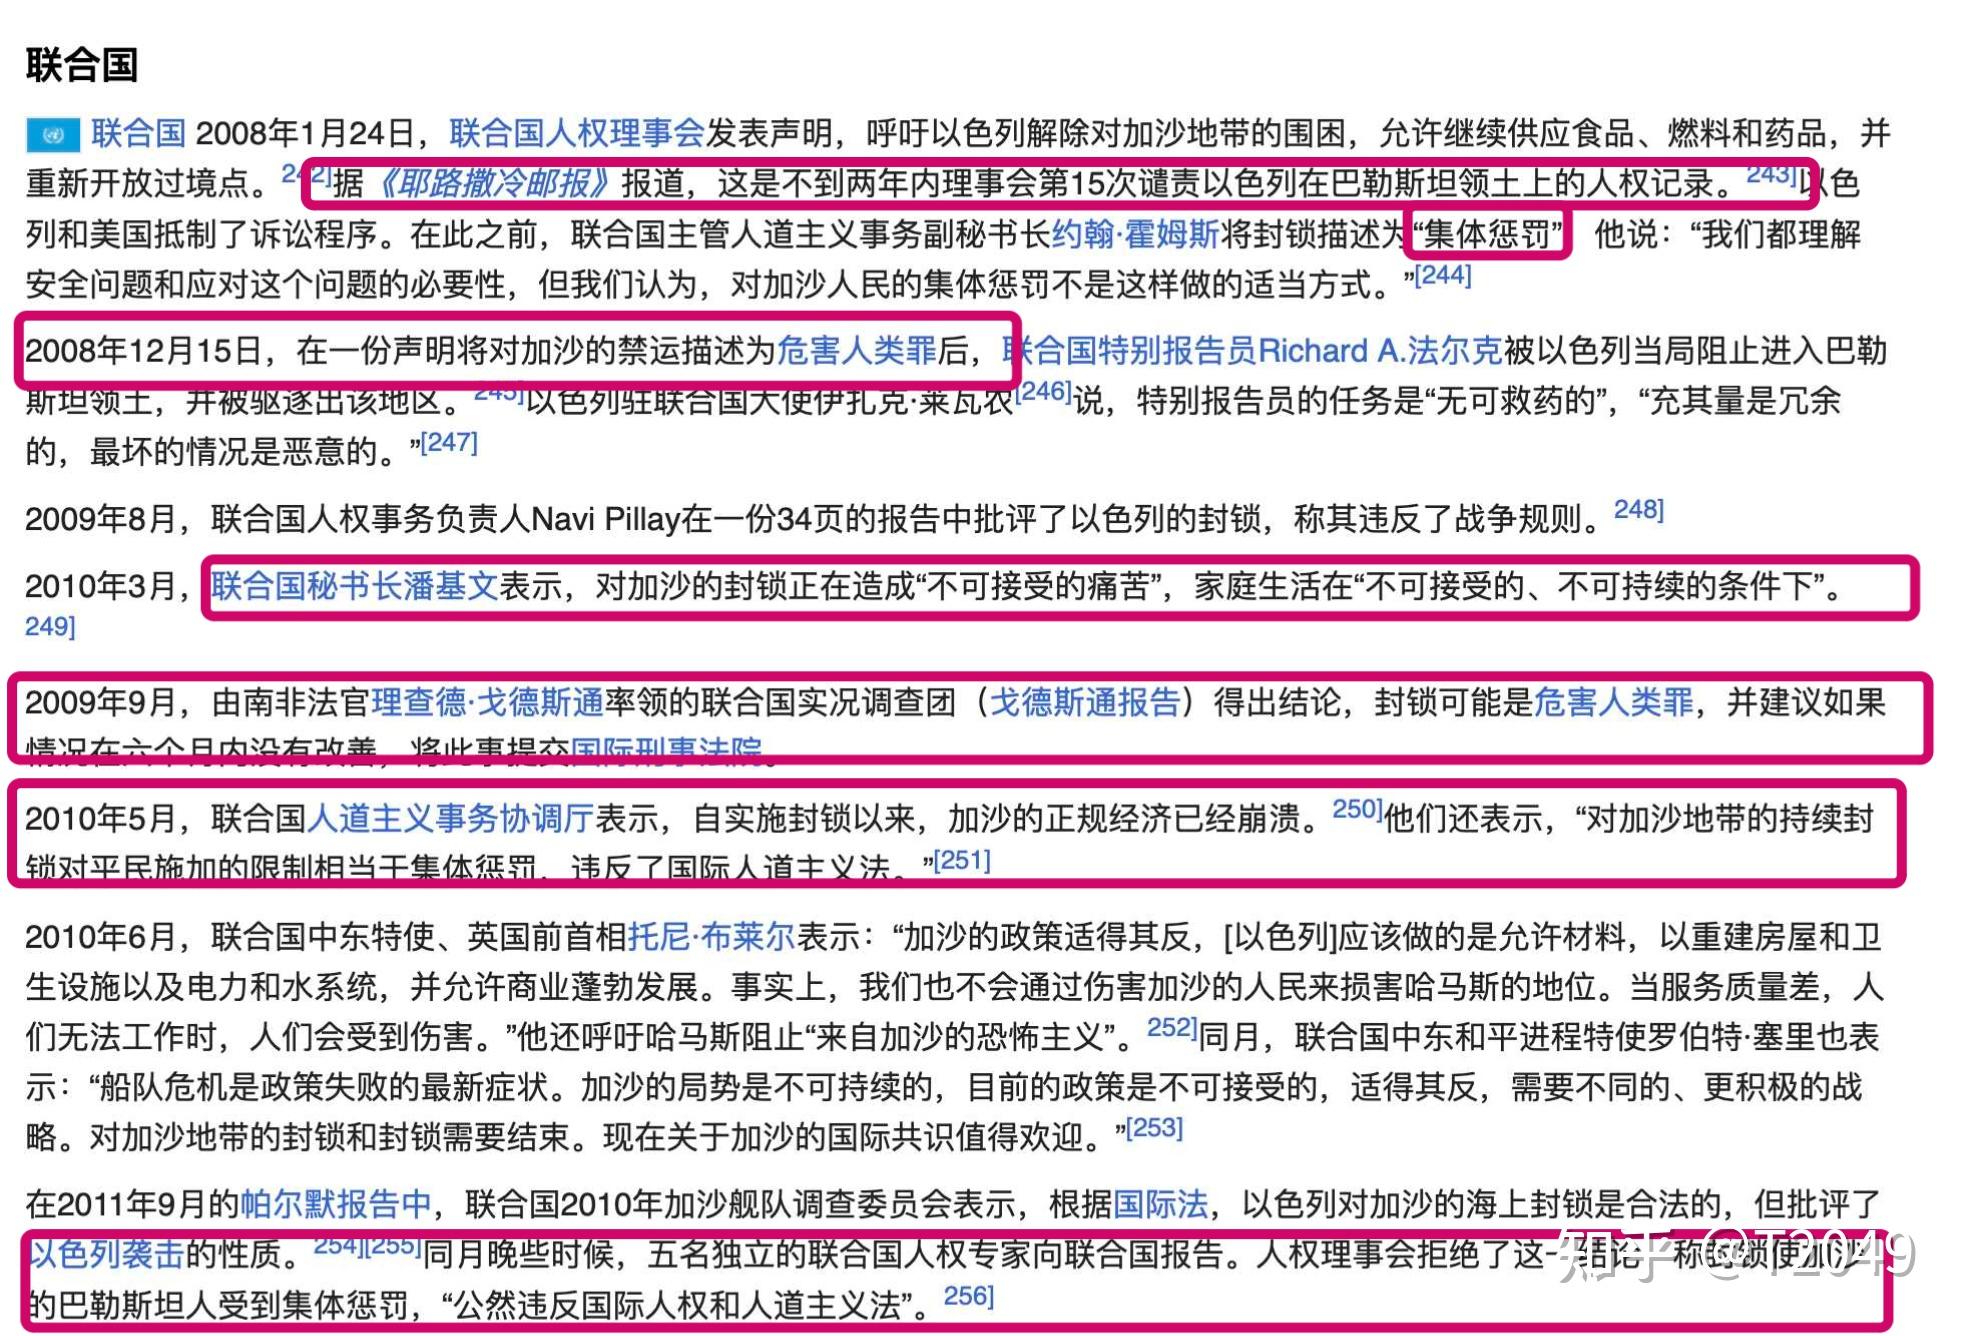 联合国
联合国 2008年1月24日，联合国人权理事会发表声明，呼吁以色列解除对加沙地带的围困，允许继续供应食品、燃料和药品，并
重新开放过境点。242]据《耶路撒冷邮报》报道，这是不到两年内理事会第15次谴责以色列在巴勒斯坦领土上的人权记录。243]以色
列和美国抵制了诉讼程序。在此之前，联合国主管人道主义事务副秘书长约翰·霍姆斯将封锁描述为“集体惩罚” 他说：“我们都理解
安全问题和应对这个问题的必要性，但我们认为，对加沙人民的集体惩罚不是这样做的适当方式。”[244]
2008年12月15日，在一份声明将对加沙的禁运描述为危害人类罪后，联合国特别报告员Richard A.法尔克被以色列当局阻止进入巴勒
斯坦领土，并被驱逐出该地区。245]以色列驻联合国大使伊扎克·莱瓦农[246]说，特别报告员的任务是“无可救药的”，“充其量是冗余
的，最坏的情况是恶意的。”[247]
2009年8月，联合国人权事务负责人Navi Pillay在一份34页的报告中批评了以色列的封锁，称其违反了战争规则。248]
2010年3月，联合国秘书长潘基文表示，对加沙的封锁正在造成“不可接受的痛苦”，家庭生活在“不可接受的、不可持续的条件下”。
249]
2009年9月，由南非法官理查德·戈德斯通率领的联合国实况调查团（戈德斯通报告）得出结论，封锁可能是危害人类罪，并建议如果
情况在六个月内没有改善，将此事提交国际刑事法院。
2010年5月，联合国人道主义事务协调厅表示，自实施封锁以来，加沙的正规经济已经崩溃。250]他们还表示，“对加沙地带的持续封
锁对平民施加的限制相当于集体惩罚，违反了国际人道主义法。”[251]
2010年6月，联合国中东特使、英国前首相托尼·布莱尔表示：“加沙的政策适得其反，[以色列]应该做的是允许材料，以重建房屋和卫
生设施以及电力和水系统，并允许商业蓬勃发展。事实上，我们也不会通过伤害加沙的人民来损害哈马斯的地位。当服务质量差，人
们无法工作时，人们会受到伤害。”他还呼吁哈马斯阻止“来自加沙的恐怖主义”。252]同月，联合国中东和平进程特使罗伯特·塞里也表
示：“船队危机是政策失败的最新症状。加沙的局势是不可持续的，目前的政策是不可接受的，适得其反，需要不同的、更积极的战
略。对加沙地带的封锁和封锁需要结束。现在关于加沙的国际共识值得欢迎。”[253]
在2011年9月的帕尔默报告中，联合国2010年加沙舰队调查委员会表示，根据国际法，以色列对加沙的海上封锁是合法的，但批评了
以色列袭击的性质。254][255]同月晚些时候，五名独立的联合国人权专家向联合国报告。人权理事会拒绝了这一结论，称封锁使加沙
的巴勒斯坦人受到集体惩罚，“公然违反国际人权和人道主义法”。256]
知乎 @T2049